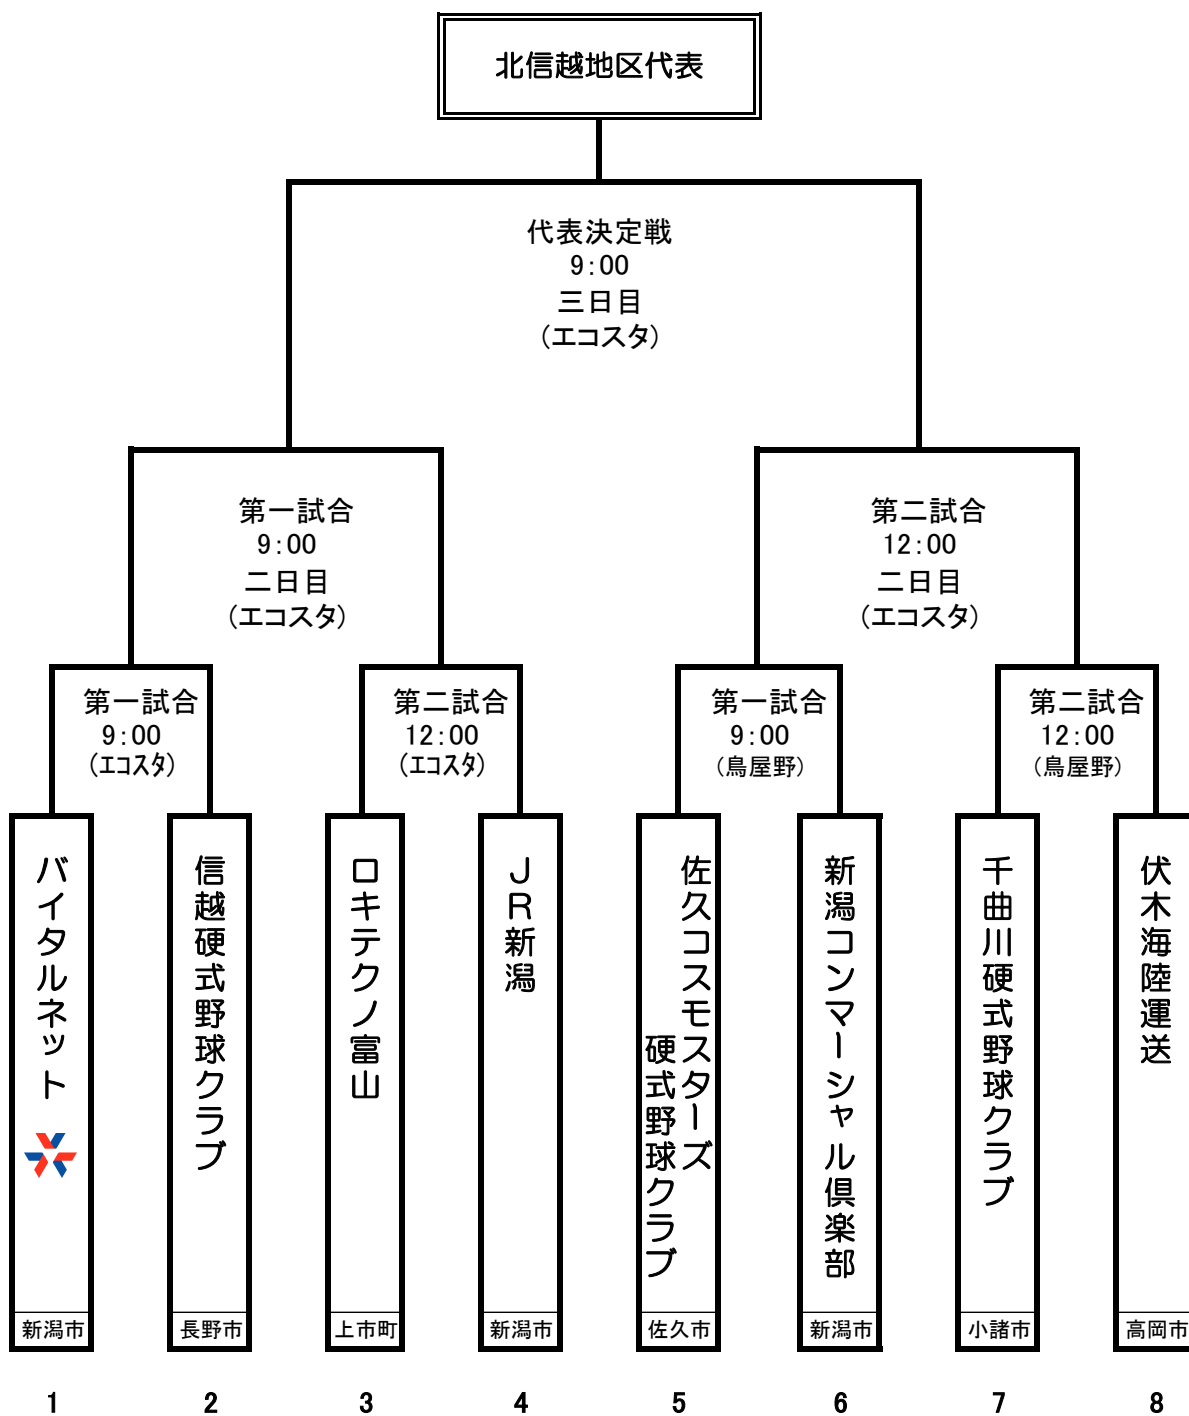 北信越地区代表
代表決定戦
9:00
三日目
(エコスタ)
第一試合
9:00
二日目
(エコスタ)
第二試合
12:00
二日目
(エコスタ)
第一試合
9:00
(エコスタ)
第二試合
12:00
(エコスタ)
第一試合
9:00
(鳥屋野)
第二試合
12:00
(鳥屋野)
バイタルネット
信越硬式野球クラブ
ロキテクノ富山
JR新潟
佐久コスモスターズ
硬式野球クラブ
新潟コンマーシャル倶楽部
千曲川硬式野球クラブ
伏木海陸運送
新潟市
長野市
上市町
新潟市
佐久市
新潟市
小諸市
高岡市
1
2
3
4
5
6
7
8